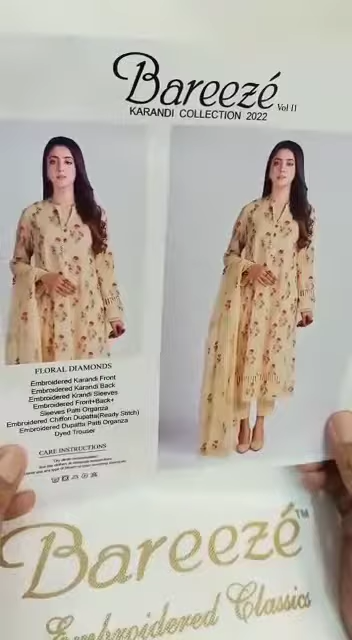 Bareezé
Vol II
KARANDI COLLECTION 2022
FLORAL DIAMONDS
Embroidered Karandi Front
Embroidered Karandi Back
Embroidered Krandi Sleeves
Embroidered Front+Back+
Sleeves Patti Organza
Embroidered Chiffon Dupatta(Ready Stitch)
Embroidered Dupatta Patti Organza
Dyed Trouser
CARE INSTRUCTIONS
Bareezé™
Embroidered Classics